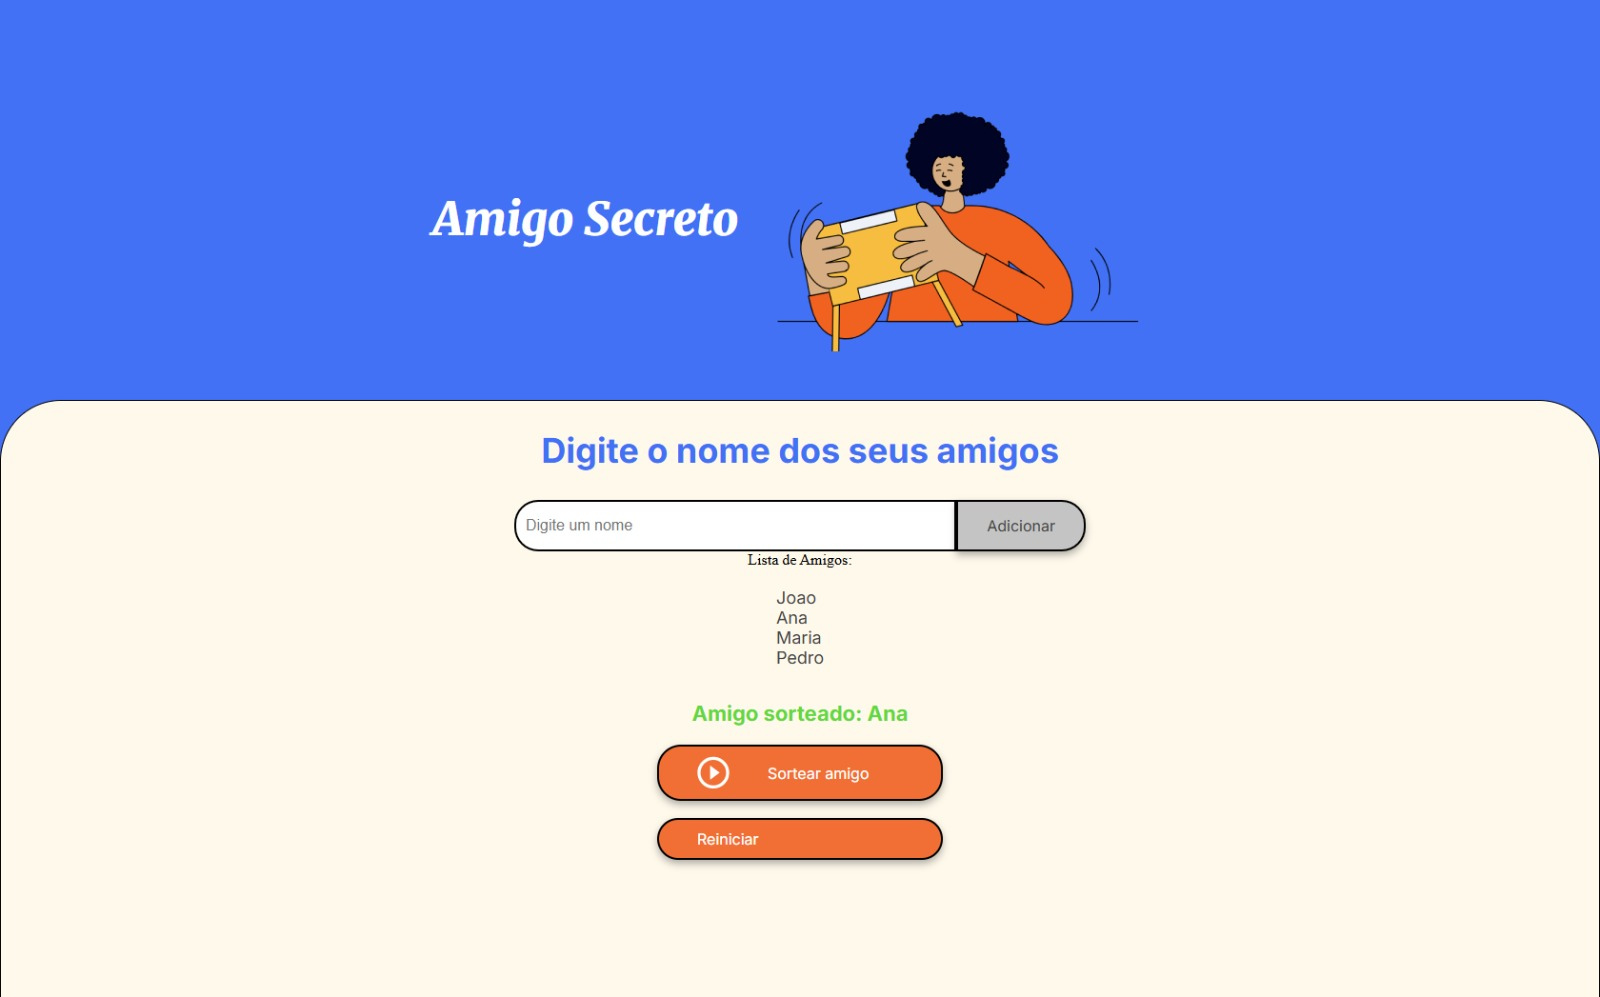 Amigo Secreto
Digite o nome dos seus amigos
Digite um nome
Adicionar
Lista de Amigos:
Joao
Ana
Maria
Pedro
Amigo sorteado: Ana
Sortear amigo
Reiniciar